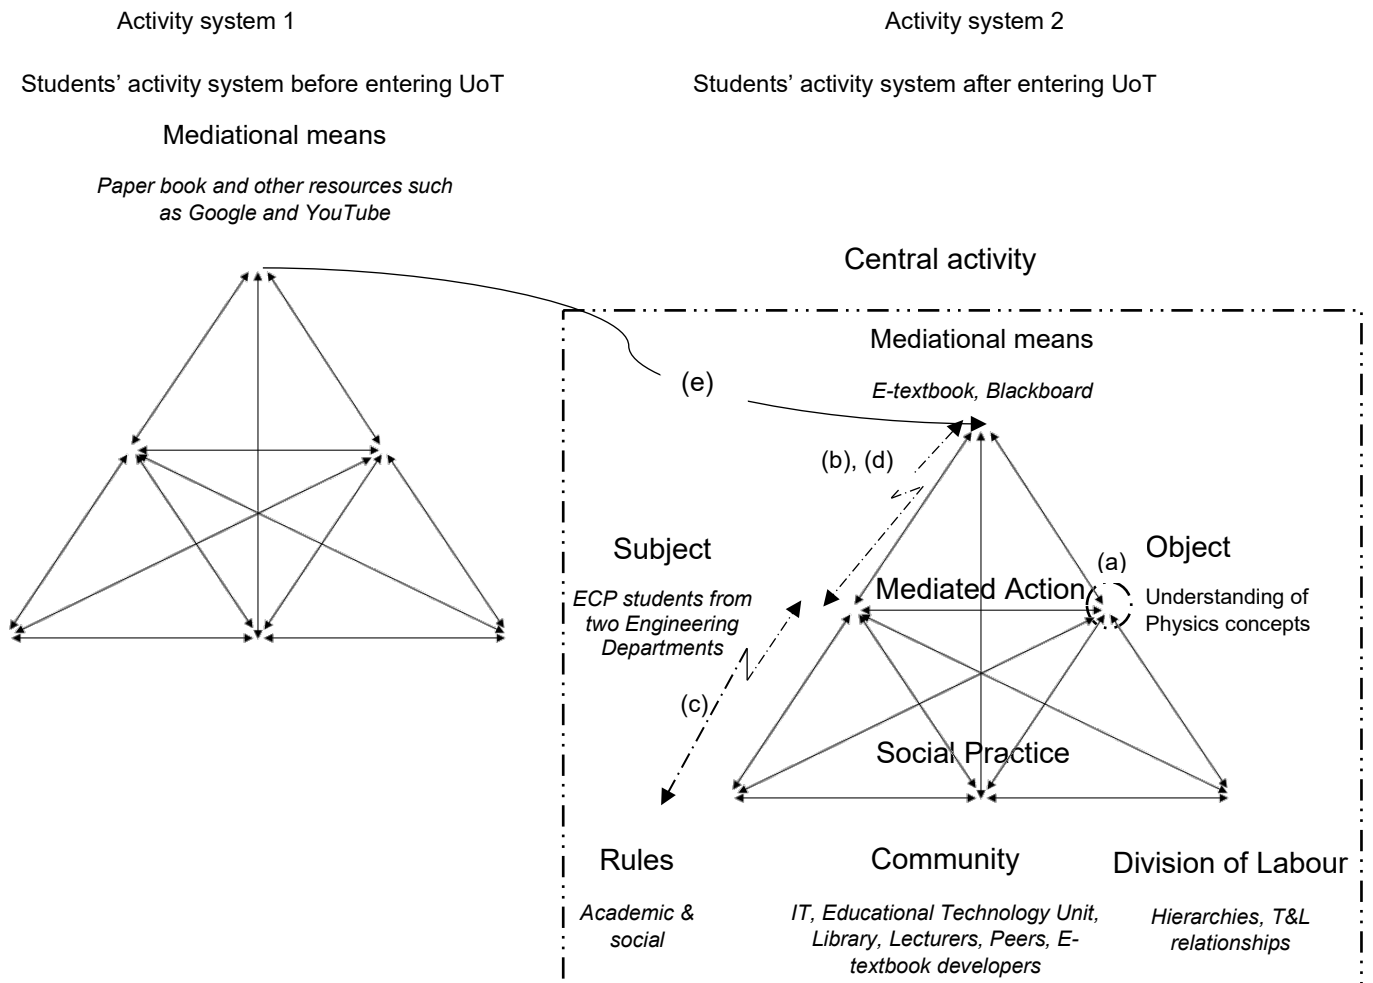 Activity system 1
Activity system 2
Students’ activity system before entering UoT
Students’ activity system after entering UoT
Mediational means
Paper book and other resources such
as Google and YouTube
Central activity
Mediational means
E-textbook, Blackboard
(e)
(b), (d)
Subject
ECP students from
two Engineering
Departments
Mediated Action
(a)
Object
Understanding of
Physics concepts
(c)
Social Practice
Rules
Academic &
social
Community
IT, Educational Technology Unit,
Library, Lecturers, Peers, E-
textbook developers
Division of Labour
Hierarchies, T&L
relationships